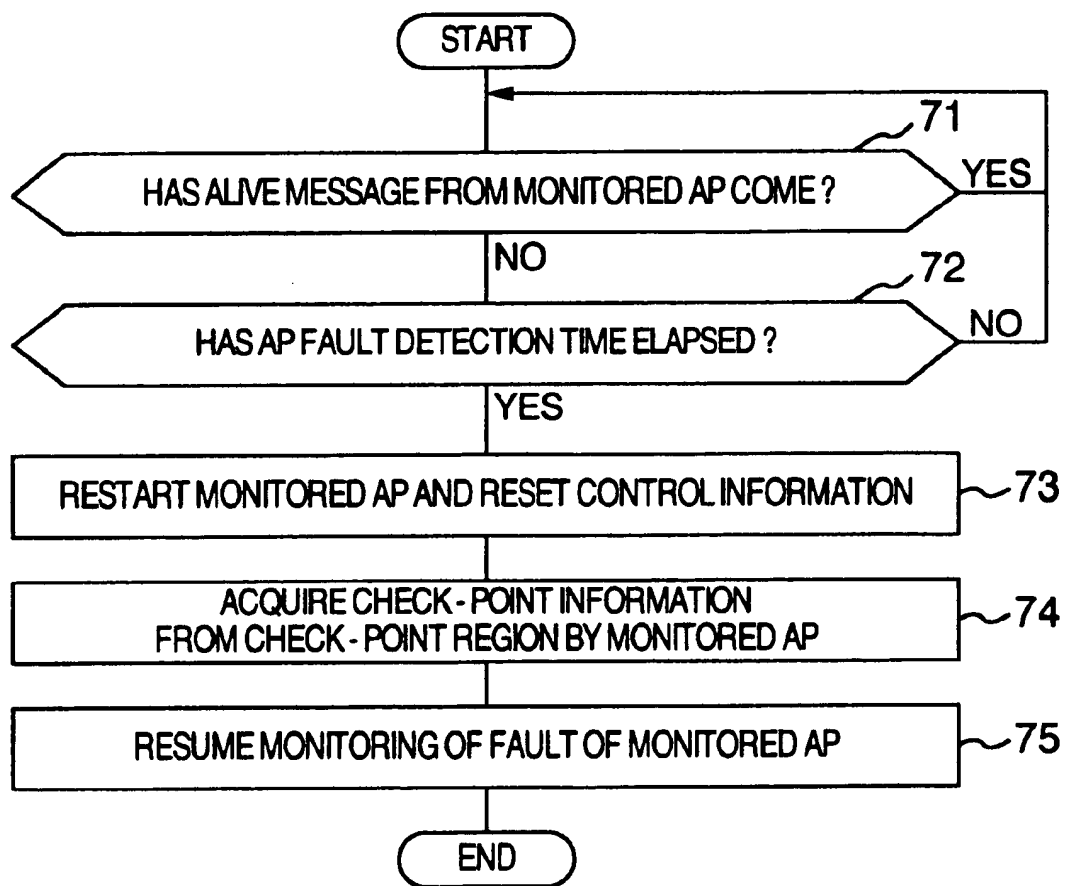 START
71
HAS ALIVE MESSAGE FROM MONITORED AP COME ?
YES
NO
72
HAS AP FAULT DETECTION TIME ELAPSED ?
NO
YES
RESTART MONITORED AP AND RESET CONTROL INFORMATION
73
ACQUIRE CHECK - POINT INFORMATION
FROM CHECK - POINT REGION BY MONITORED AP
74
RESUME MONITORING OF FAULT OF MONITORED AP
75
END